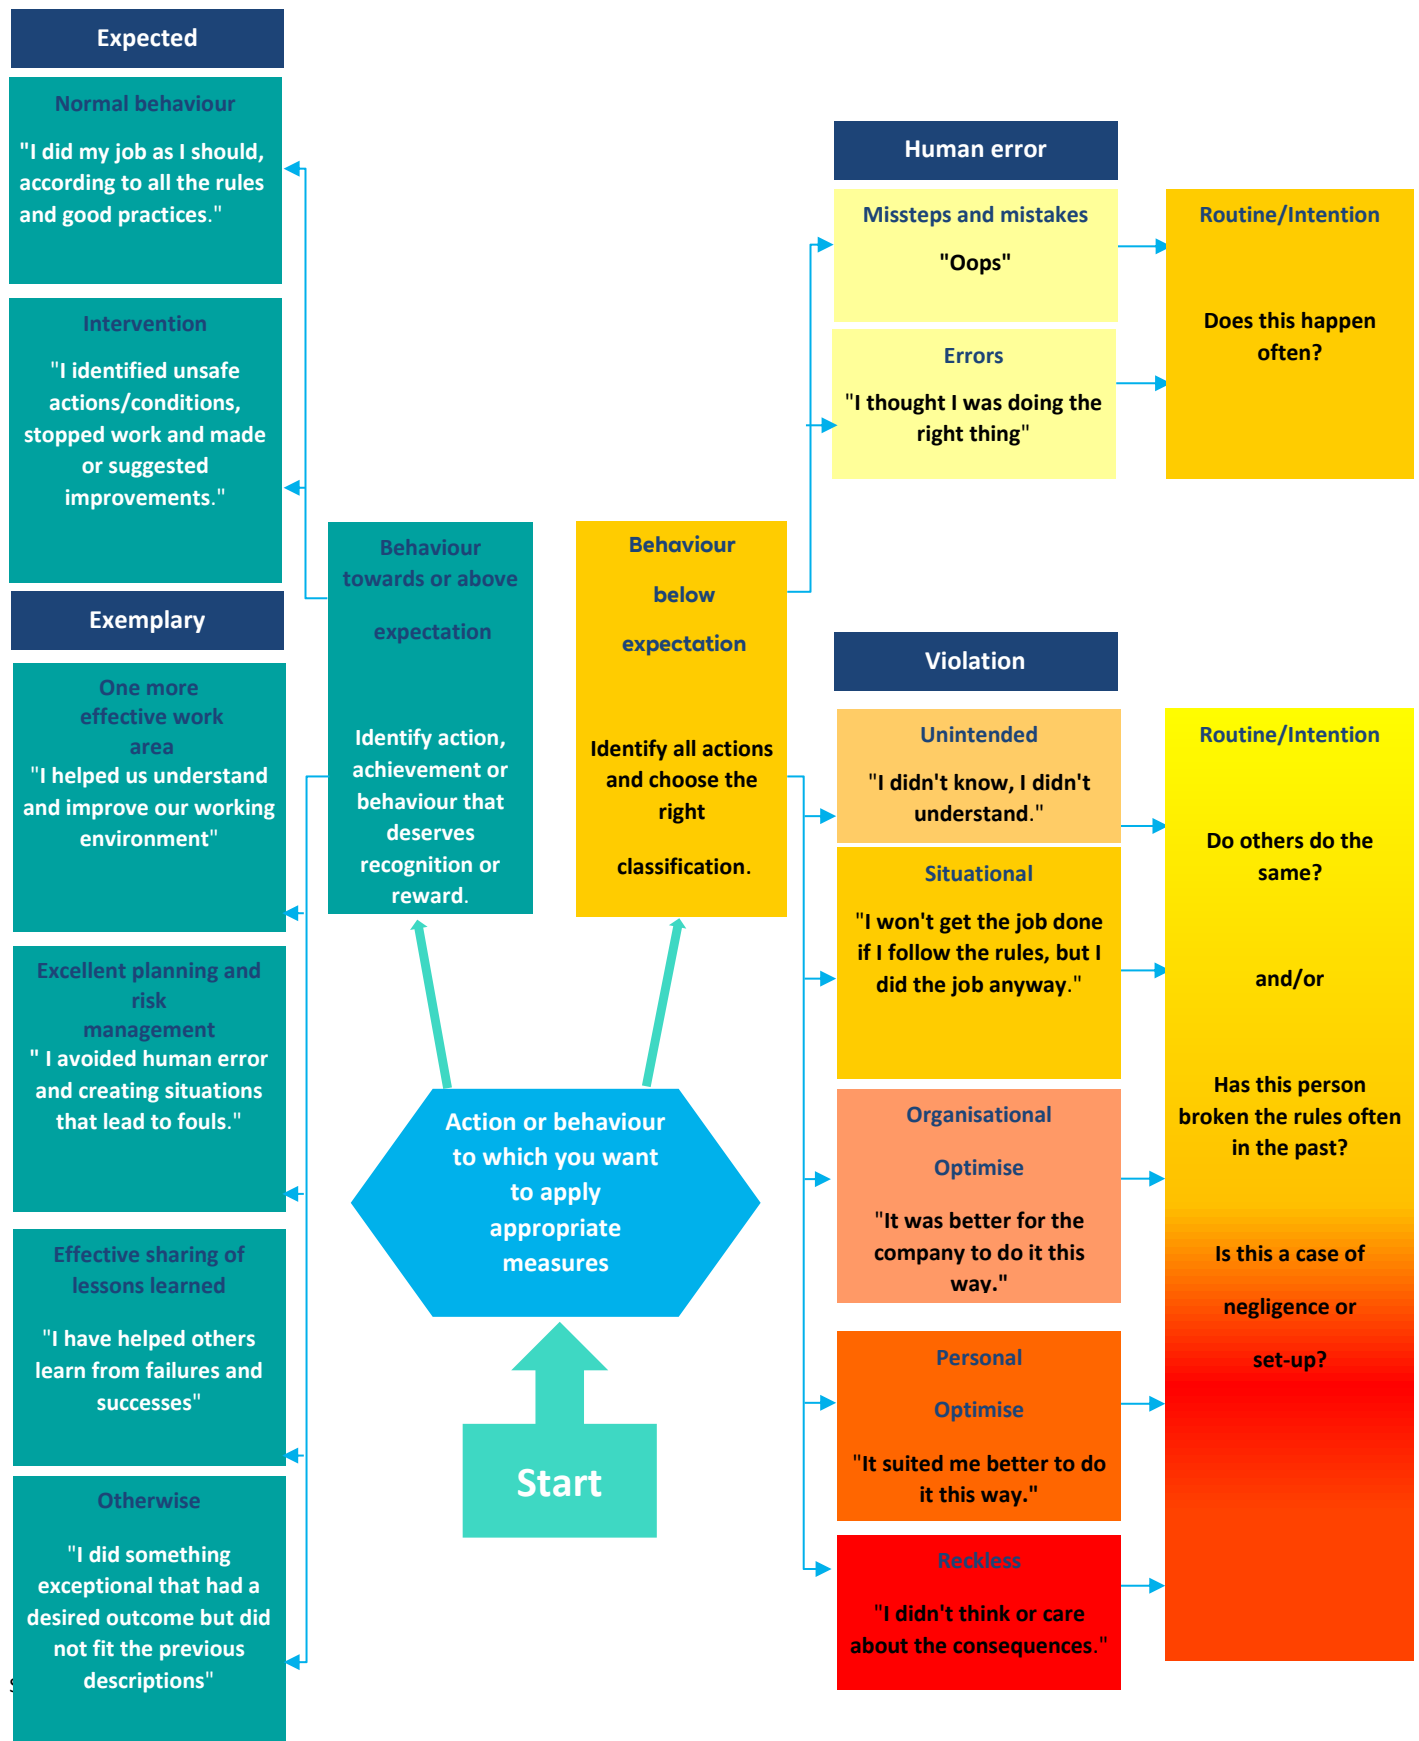 Expected
Normal behaviour
"I did my job as I should,
according to all the rules
and good practices."
Intervention
"I identified unsafe
actions/conditions,
stopped work and made
or suggested
improvements."
Exemplary
One more
effective work
area
"I helped us understand
and improve our working
environment"
Excellent planning and
risk
management
" I avoided human error
and creating situations
that lead to fouls."
Effective sharing of
lessons learned
"I have helped others
learn from failures and
successes"
Otherwise
"I did something
exceptional that had a
desired outcome but did
not fit the previous
descriptions"
Behaviour
towards or above
expectation
Identify action,
achievement or
behaviour that
deserves
recognition or
reward.
Behaviour
below
expectation
Identify all actions
and choose the
right
classification.
Action or behaviour
to which you want
to apply
appropriate
measures
Start
Human error
Missteps and mistakes
"Oops"
Errors
"I thought I was doing the
right thing"
Routine/Intention
Does this happen
often?
Violation
Unintended
"I didn't know, I didn't
understand."
Situational
"I won't get the job done
if I follow the rules, but I
did the job anyway."
Organisational
Optimise
"It was better for the
company to do it this
way."
Personal
Optimise
"It suited me better to do
it this way."
Reckless
"I didn't think or care
about the consequences."
Routine/Intention
Do others do the
same?
and/or
Has this person
broken the rules often
in the past?
Is this a case of
negligence or
set-up?